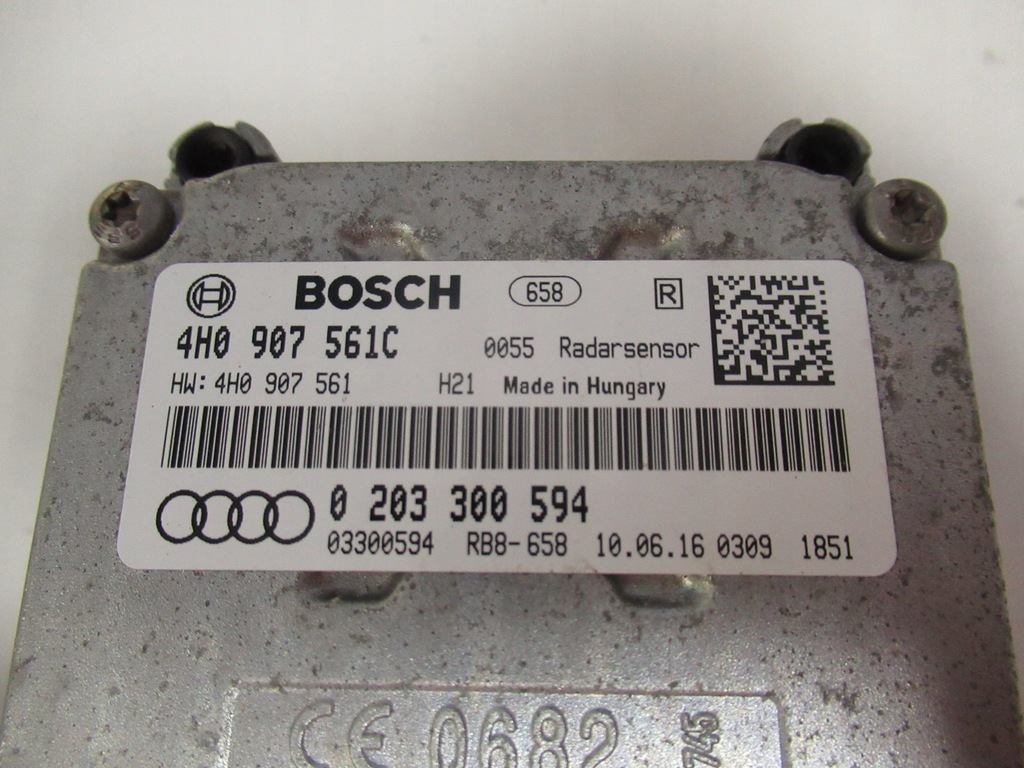 BOSCH 658 R
4H0 907 561C 0055 Radarsensor
HW: 4H0 907 561 H21 Made in Hungary
0 203 300 594
03300594 RB8-658 10.06.16 0309 1851
CE 0682
745